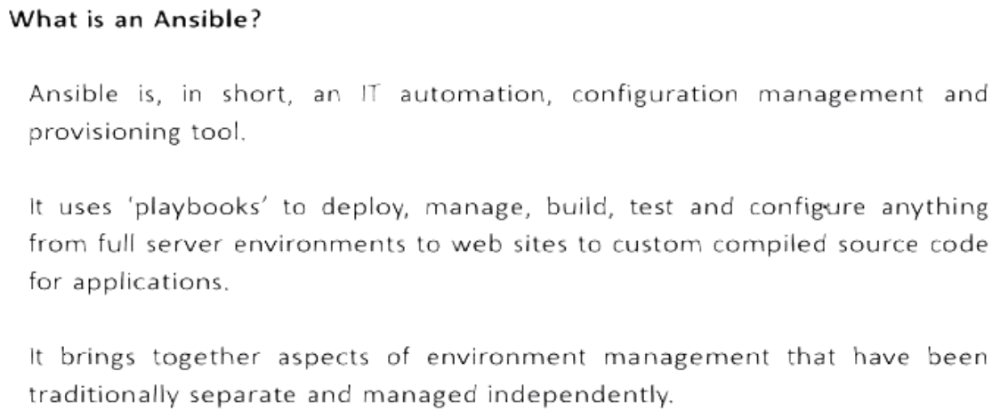 What is an Ansible?
Ansible is, in short, an IT automation, configuration management and
provisioning tool.
It uses 'playbooks' to deploy, manage, build, test and configure anything
from full server environments to web sites to custom compiled source code
for applications.
It brings together aspects of environment management that have been
traditionally separate and managed independently.